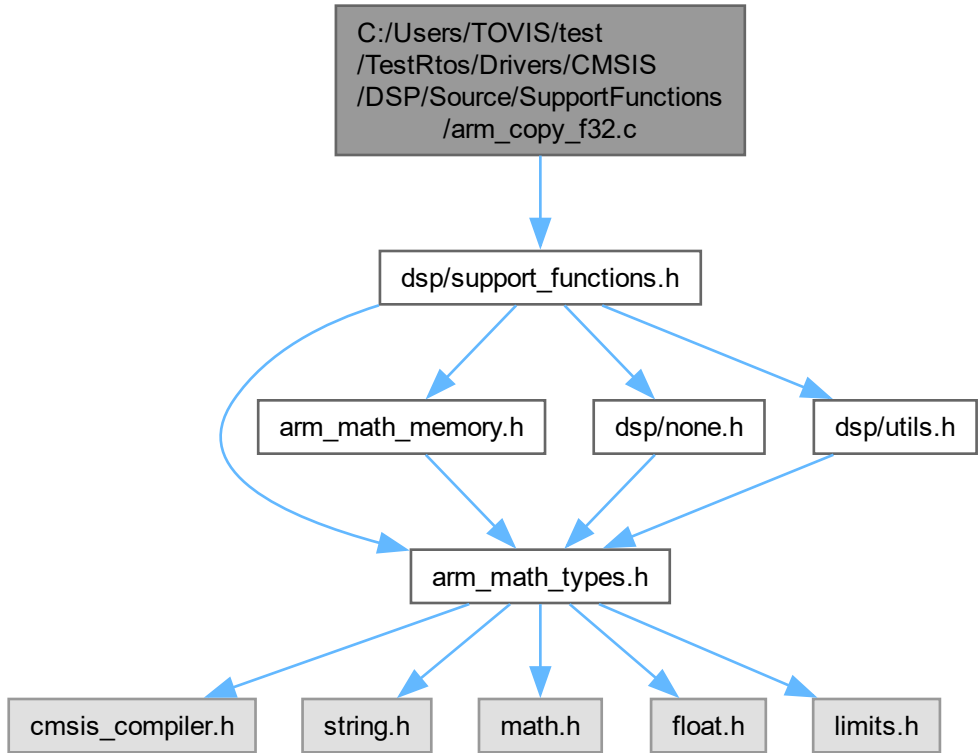 C:/Users/TOVIS/test
/TestRtos/Drivers/CMSIS
/DSP/Source/SupportFunctions
/arm_copy_f32.c
dsp/support_functions.h
arm_math_memory.h
dsp/none.h
dsp/utils.h
arm_math_types.h
cmsis_compiler.h
string.h
math.h
float.h
limits.h